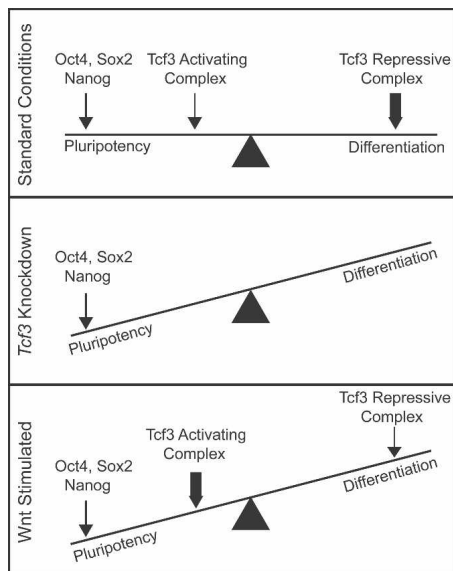 Standard Conditions
Oct4, Sox2
Nanog
Tcf3 Activating
Complex
Tcf3 Repressive
Complex
Pluripotency
Differentiation
Tcf3 Knockdown
Oct4, Sox2
Nanog
Pluripotency
Differentiation
Wnt Stimulated
Oct4, Sox2
Nanog
Tcf3 Activating
Complex
Tcf3 Repressive
Complex
Pluripotency
Differentiation